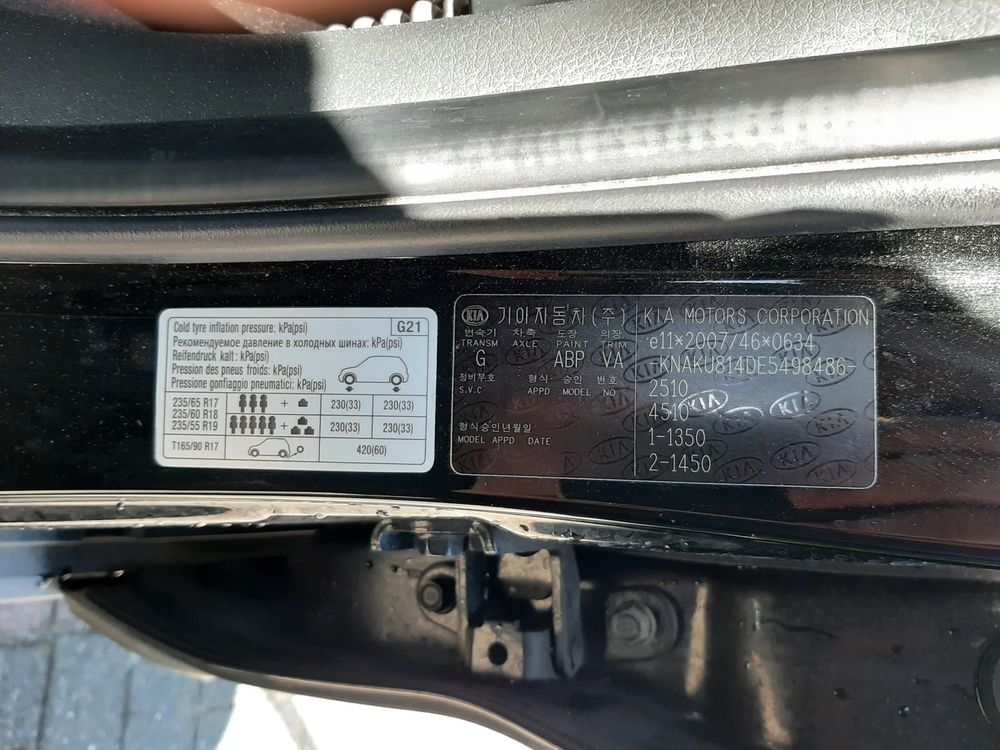 Cold tyre inflation pressure: kPa(psi) G21
Рекомендуемое давление в холодных шинах: kPa(psi)
Reifendruck kalt: kPa(psi)
Pression des pneus froids: kPa(psi)
Pressione gonfiaggio pneumatici: kPa(psi)
235/65 R17 + 230(33) 230(33)
235/60 R18
235/55 R19 + 230(33) 230(33)
T165/90 R17 420(60)
KIA 기아자동차(주) KIA MOTORS CORPORATION
변속기 차축 도장 의장 e11*2007/46*0634
TRANSM AXLE PAINT TRIM
G ABP VA -KNAKU814DE5498486-
정비부호 형식 승인 번호 2510
S.V.C APPD MODEL NO
4510
형식승인년월일 1-1350
MODEL APPD DATE
2-1450